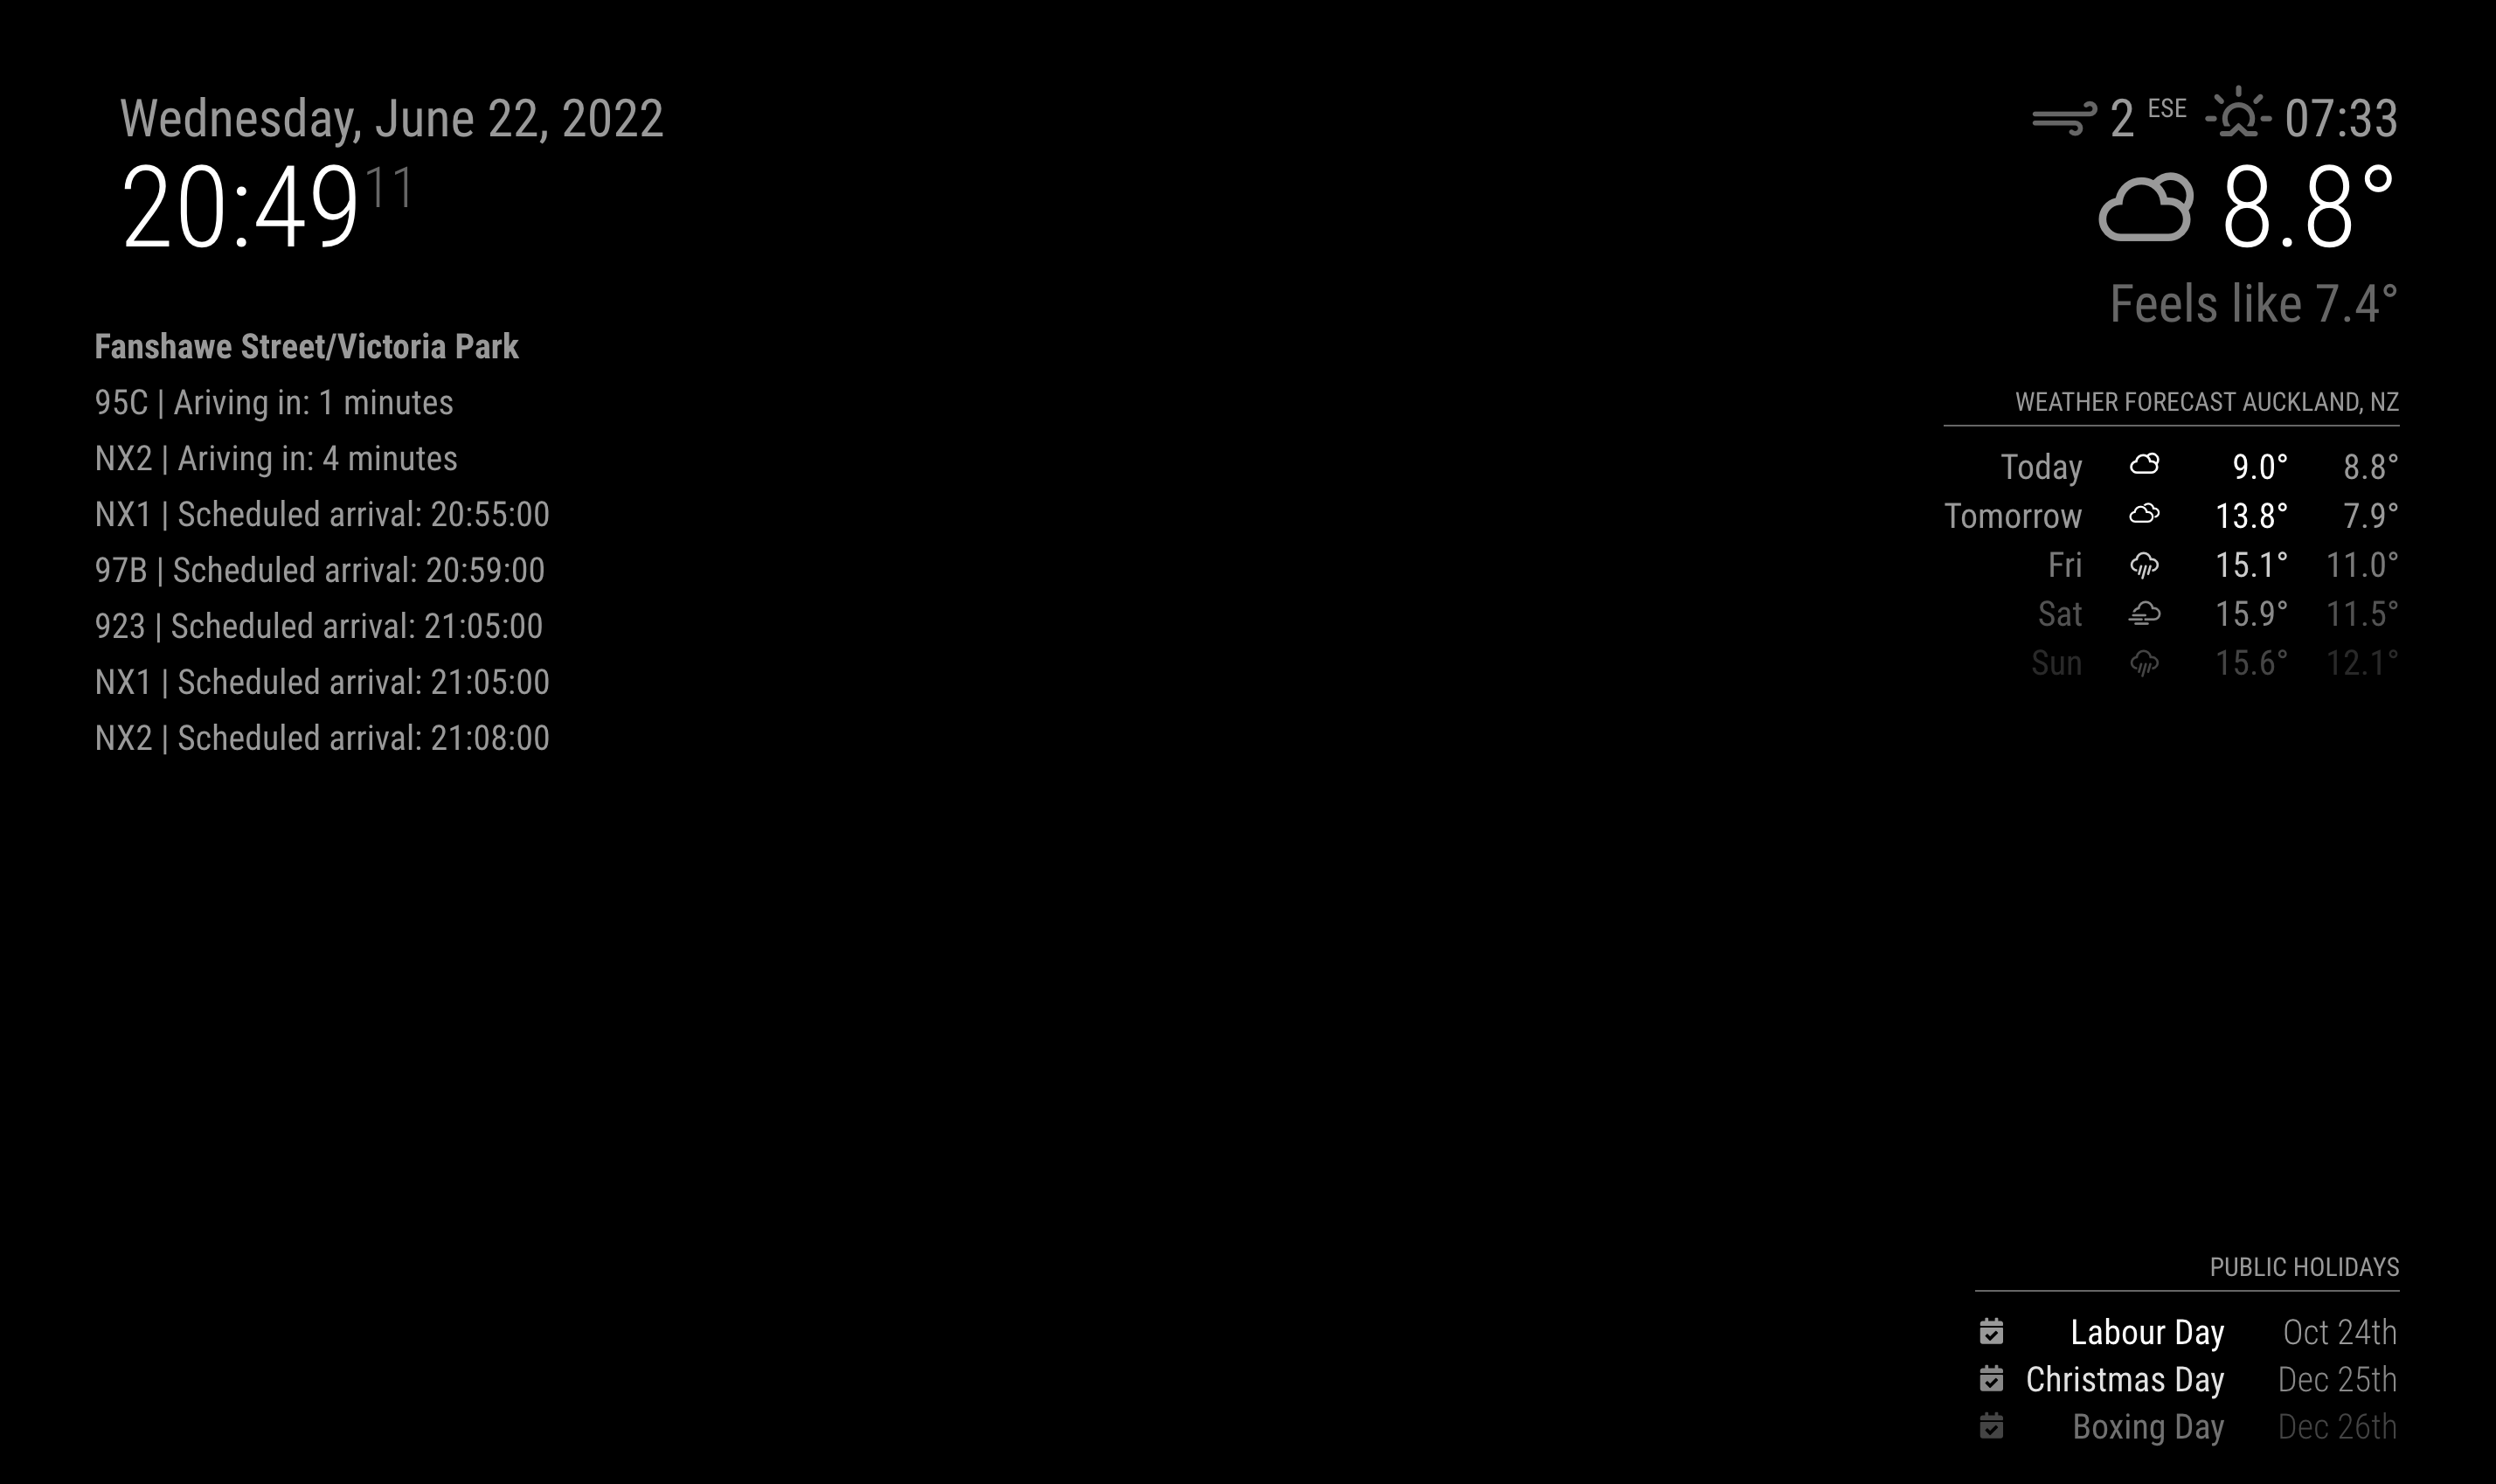 Wednesday, June 22, 2022
20:49 11
Fanshawe Street/Victoria Park
95C | Ariving in: 1 minutes
NX2 | Ariving in: 4 minutes
NX1 | Scheduled arrival: 20:55:00
97B | Scheduled arrival: 20:59:00
923 | Scheduled arrival: 21:05:00
NX1 | Scheduled arrival: 21:05:00
NX2 | Scheduled arrival: 21:08:00
2 ESE 07:33
8.8°
Feels like 7.4°
WEATHER FORECAST AUCKLAND, NZ
Today 9.0° 8.8°
Tomorrow 13.8° 7.9°
Fri 15.1° 11.0°
Sat 15.9° 11.5°
Sun 15.6° 12.1°
PUBLIC HOLIDAYS
Labour Day Oct 24th
Christmas Day Dec 25th
Boxing Day Dec 26th